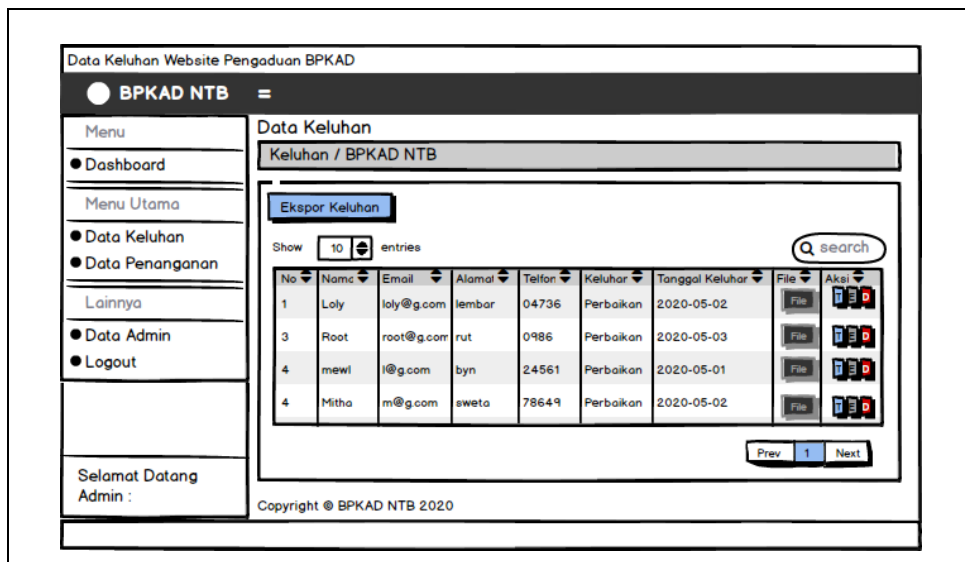 Data Keluhan Website Pengaduan BPKAD
BPKAD NTB =
Menu
Dashboard
Menu Utama
Data Keluhan
Data Penanganan
Lainnya
Data Admin
Logout
Selamat Datang
Admin :
Data Keluhan
Keluhan / BPKAD NTB
Ekspor Keluhan
Show 10 entries
search
No Nama Email Alamat Telfon Keluhan Tanggal Keluhan File Aksi
1 Loly loly@g.com lembar 04736 Perbaikan 2020-05-02 File T E D
3 Root root@g.com rut 0986 Perbaikan 2020-05-03 File T E D
4 mewl l@g.com byn 24561 Perbaikan 2020-05-01 File T E D
4 Mitha m@g.com sweta 78649 Perbaikan 2020-05-02 File T E D
Prev 1 Next
Copyright © BPKAD NTB 2020